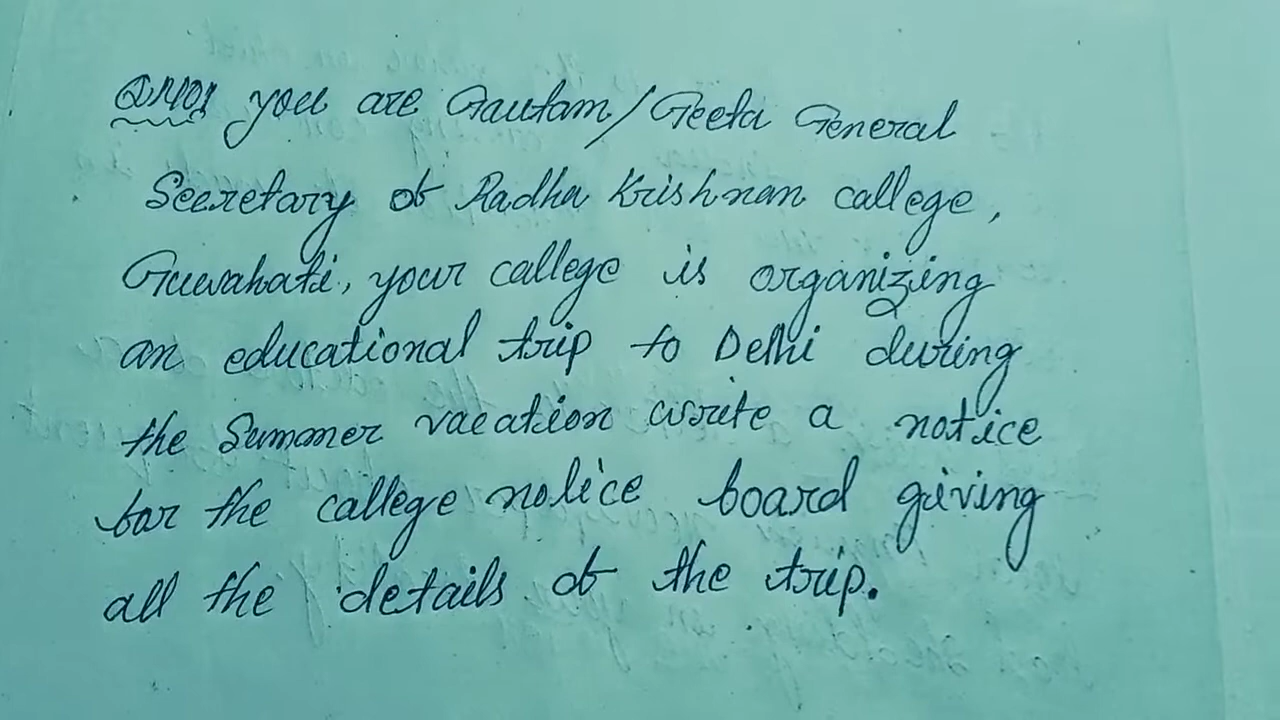 Q.NO1 you are Gautam/Geeta General
Secretary of Radha Krishnan callege,
Guwahati, your callege is organizing
an educational trip to Delhi during
the Summer vacation write a notice
for the callege notice board giving
all the details of the trip.